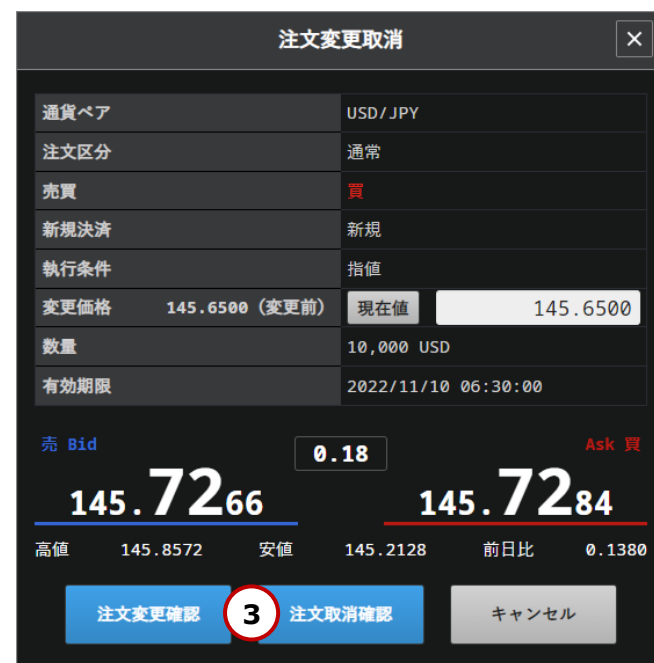 注文変更取消 ×
通貨ペア USD/JPY
注文区分 通常
売買 買
新規決済 新規
執行条件 指値
変更価格 145.6500 (変更前) 現在値 145.6500
数量 10,000 USD
有効期限 2022/11/10 06:30:00
売 Bid 0.18 Ask 買
145.7266 145.7284
高値 145.8572 安値 145.2128 前日比 0.1380
注文変更確認 3 注文取消確認 キャンセル